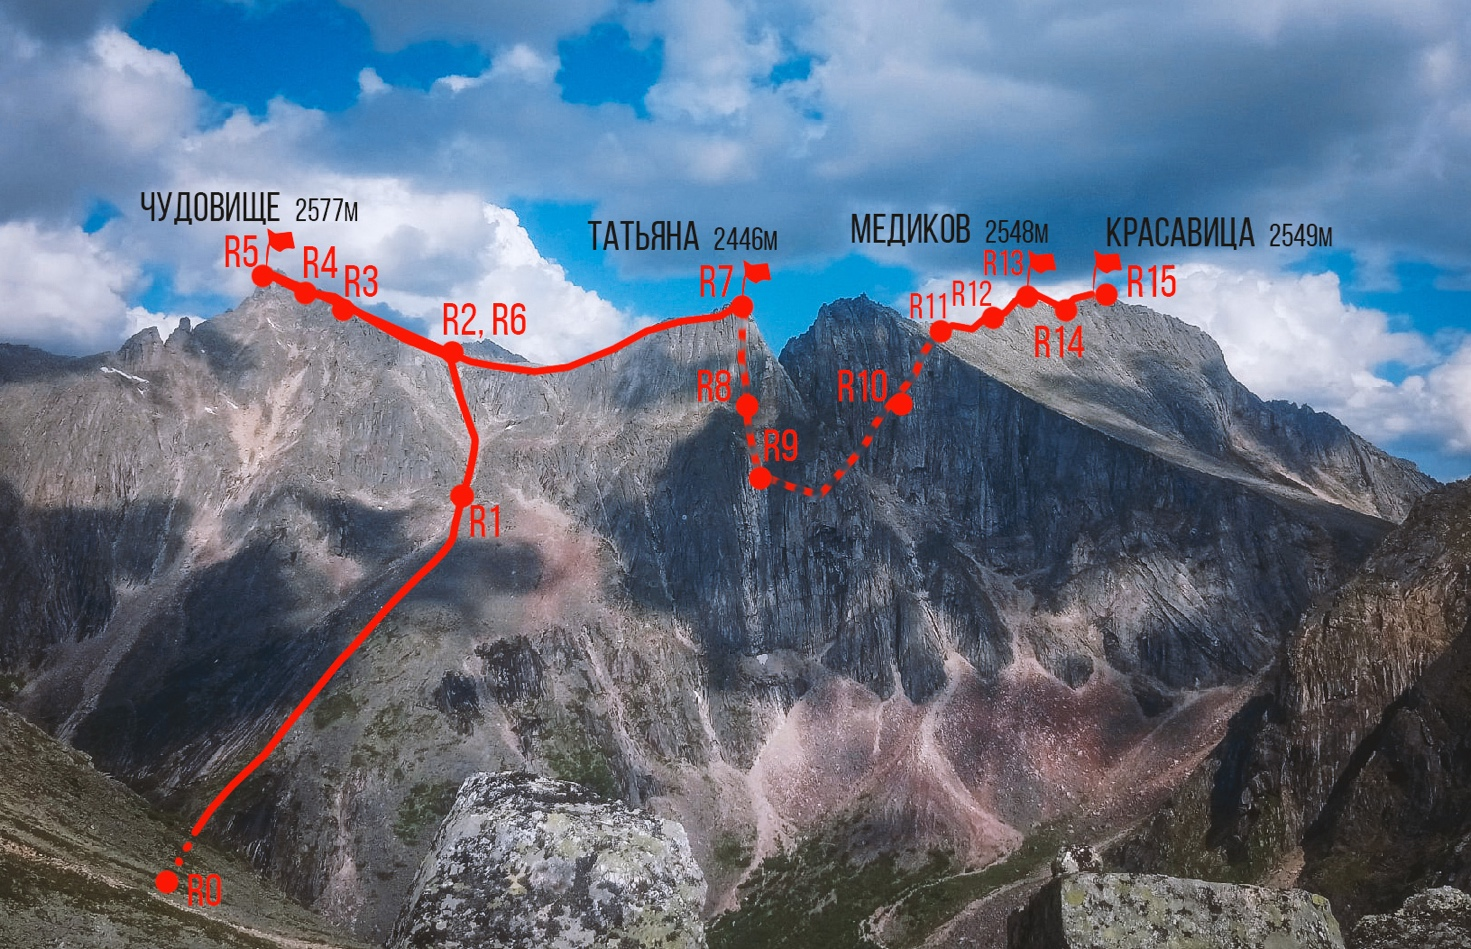 ЧУДОВИЩЕ 2577м
ТАТЬЯНА 2446м
МЕДИКОВ 2548м
КРАСАВИЦА 2549м
R5
R4
R3
R2, R6
R7
R13
R15
R11
R12
R14
R8
R10
R9
R1
R0